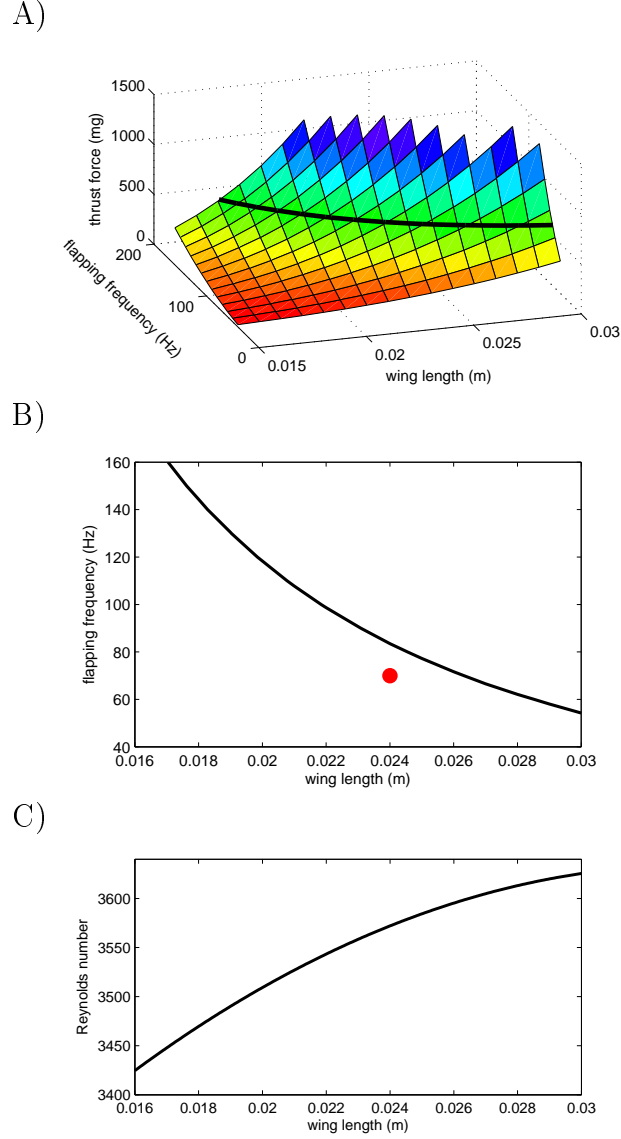 A)
1500
1000
500
0
thrust force (mg)
200
100
0
flapping frequency (Hz)
0.015
0.02
0.025
0.03
wing length (m)
B)
160
140
120
100
80
60
40
flapping frequency (Hz)
0.016 0.018 0.02 0.022 0.024 0.026 0.028 0.03
wing length (m)
C)
3600
3550
3500
3450
3400
Reynolds number
0.016 0.018 0.02 0.022 0.024 0.026 0.028 0.03
wing length (m)